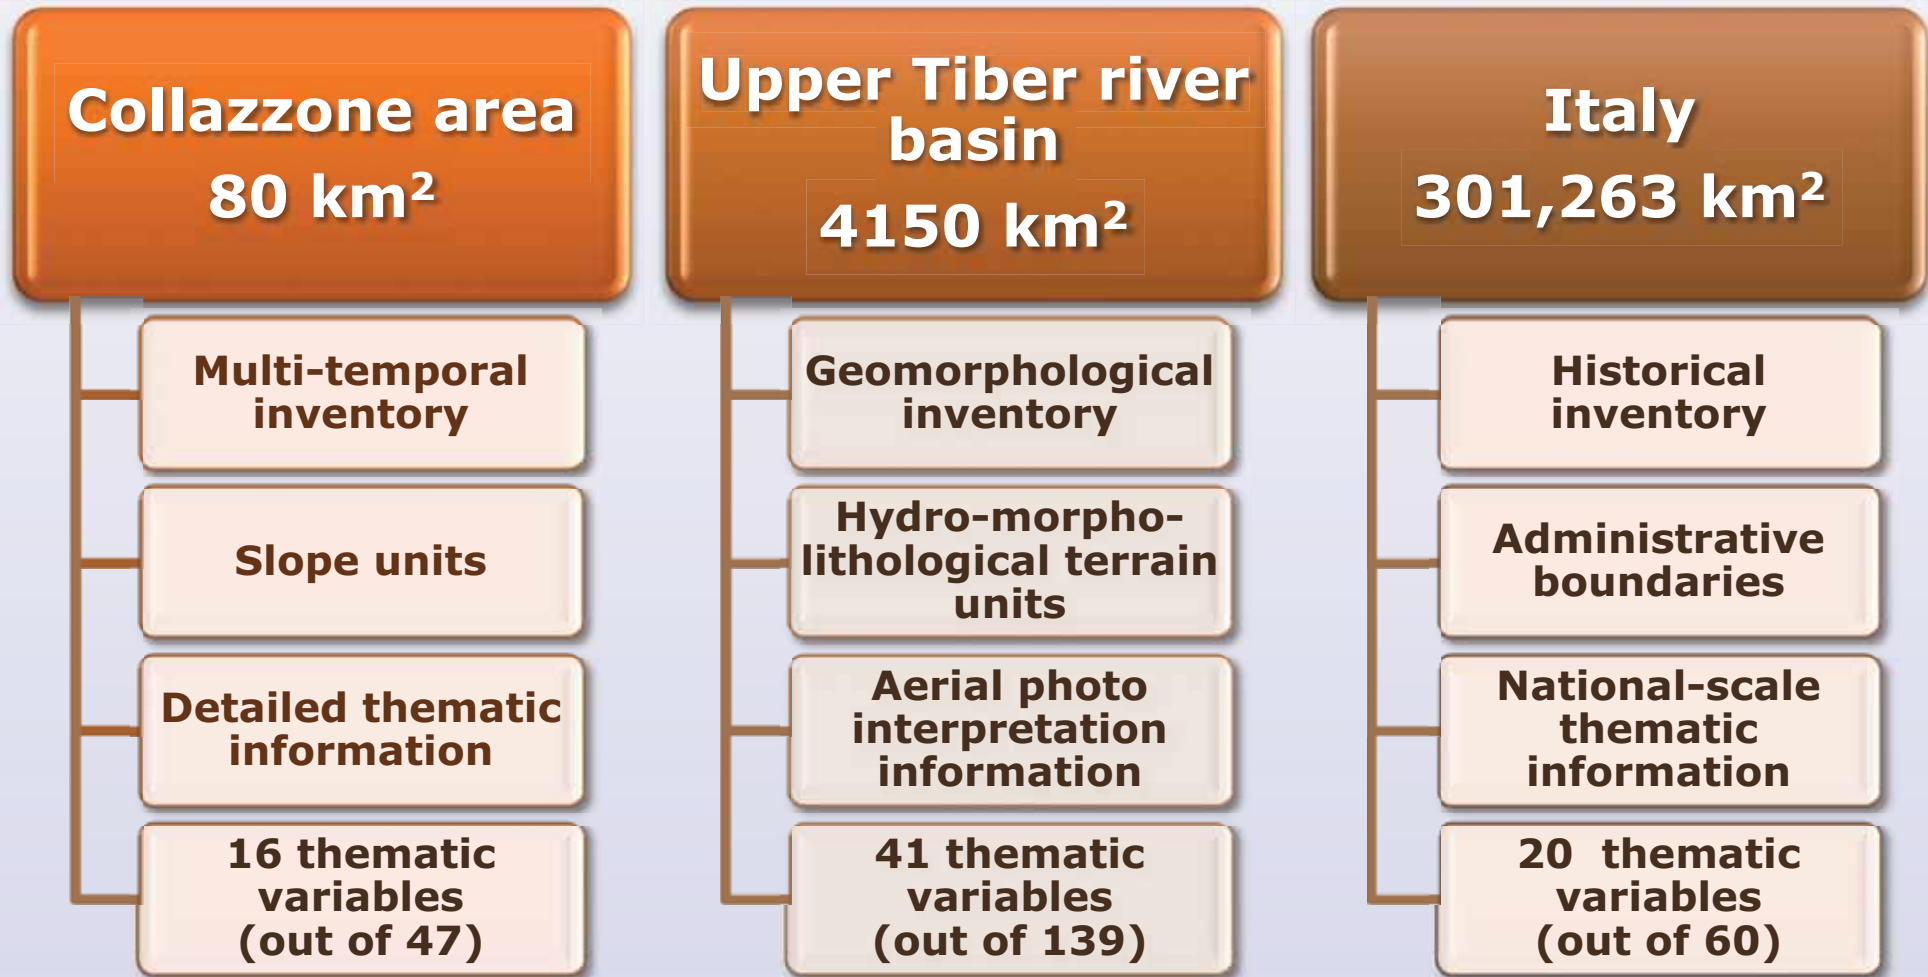 Collazzone area
80 km²
Multi-temporal
inventory
Slope units
Detailed thematic
information
16 thematic
variables
(out of 47)
Upper Tiber river
basin
4150 km²
Geomorphological
inventory
Hydro-morpho-
lithological terrain
units
Aerial photo
interpretation
information
41 thematic
variables
(out of 139)
Italy
301,263 km²
Historical
inventory
Administrative
boundaries
National-scale
thematic
information
20 thematic
variables
(out of 60)